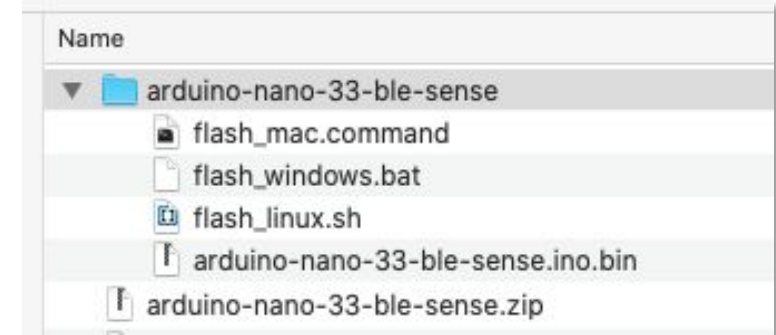 Name
arduino-nano-33-ble-sense
flash_mac.command
flash_windows.bat
flash_linux.sh
arduino-nano-33-ble-sense.ino.bin
arduino-nano-33-ble-sense.zip